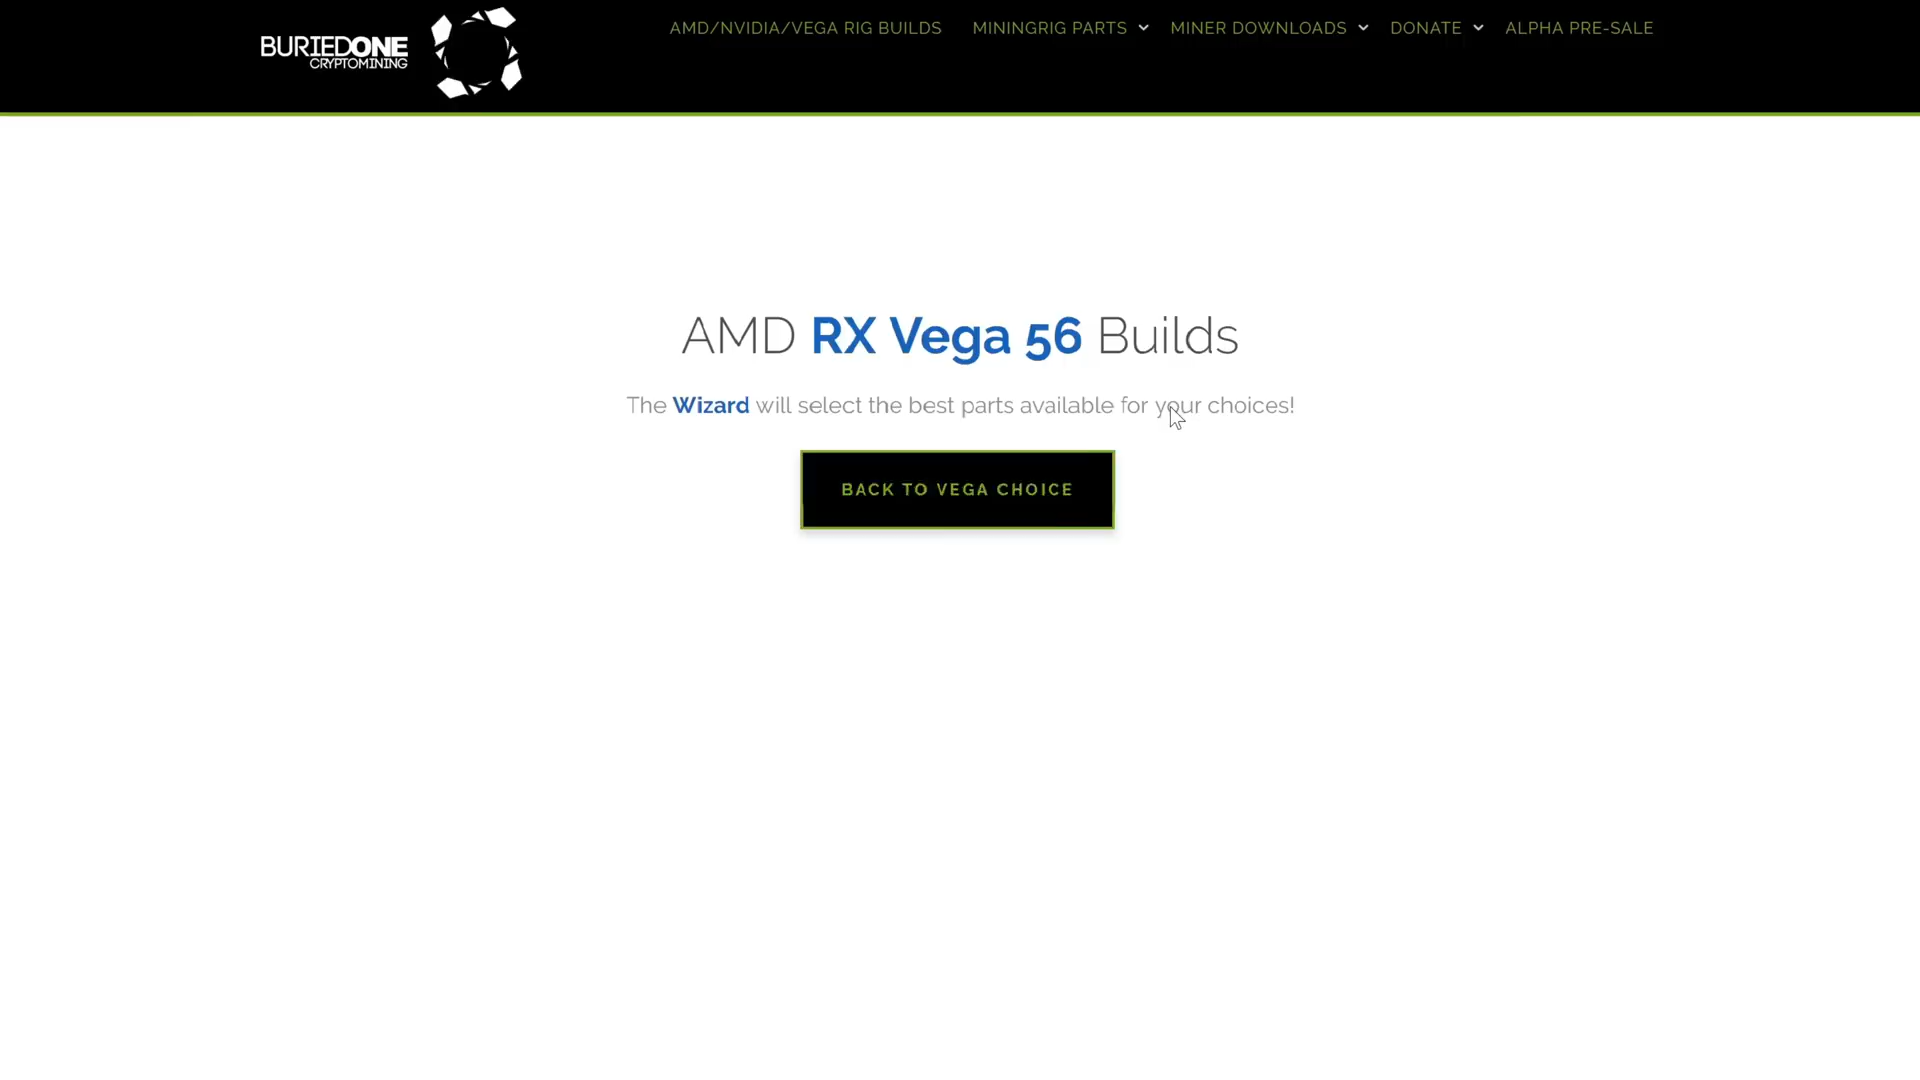 BURIEDONE
CRYPTOMINING
AMD/NVIDIA/VEGA RIG BUILDS MININGRIG PARTS MINER DOWNLOADS DONATE ALPHA PRE-SALE
AMD RX Vega 56 Builds
The Wizard will select the best parts available for your choices!
BACK TO VEGA CHOICE